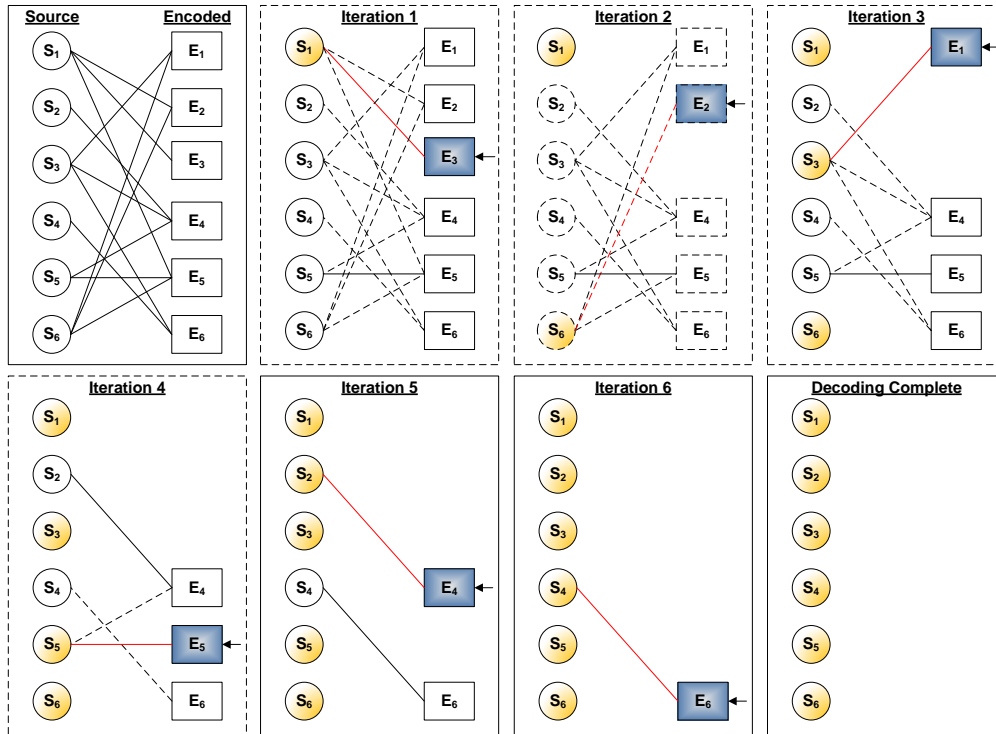 Source Encoded
S1 E1
S2 E2
S3 E3
S4 E4
S5 E5
S6 E6
Iteration 1
S1 E1
S2 E2
S3 E3
S4 E4
S5 E5
S6 E6
Iteration 2
S1 E1
S2 E2
S3
S4 E4
S5 E5
S6 E6
Iteration 3
S1 E1
S2
S3
S4 E4
S5 E5
S6 E6
Iteration 4
S1
S2
S3
S4 E4
S5 E5
S6 E6
Iteration 5
S1
S2
S3
S4 E4
S5
S6 E6
Iteration 6
S1
S2
S3
S4
S5
S6 E6
Decoding Complete
S1
S2
S3
S4
S5
S6